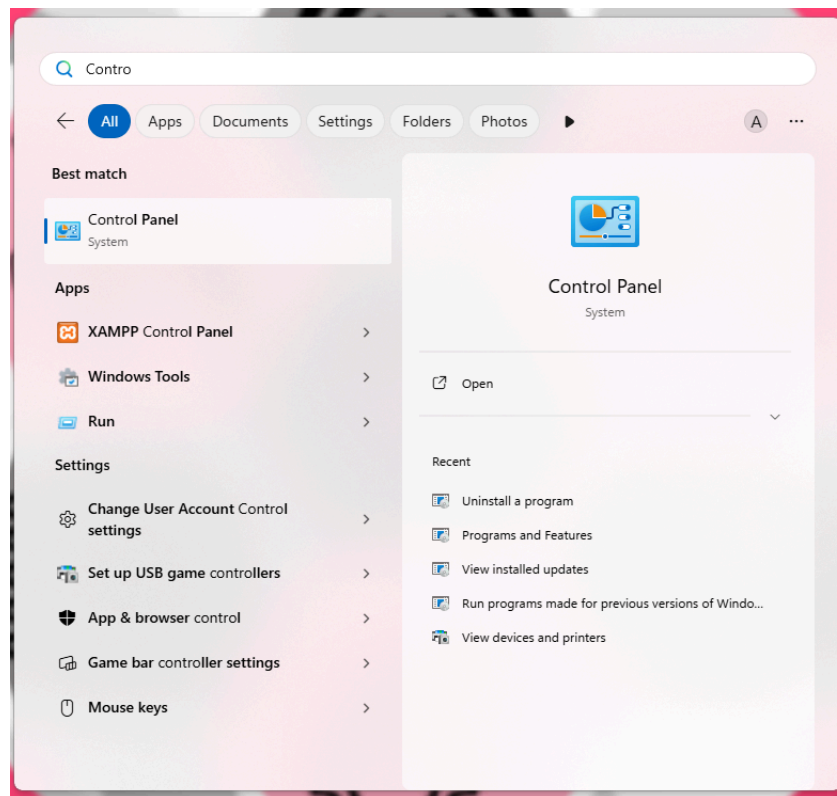 Contro
All Apps Documents Settings Folders Photos A ...
Best match
Control Panel
System
Apps
XAMPP Control Panel
Windows Tools
Run
Settings
Change User Account Control
settings
Set up USB game controllers
App & browser control
Game bar controller settings
Mouse keys
Control Panel
System
Open
Recent
Uninstall a program
Programs and Features
View installed updates
Run programs made for previous versions of Windo...
View devices and printers